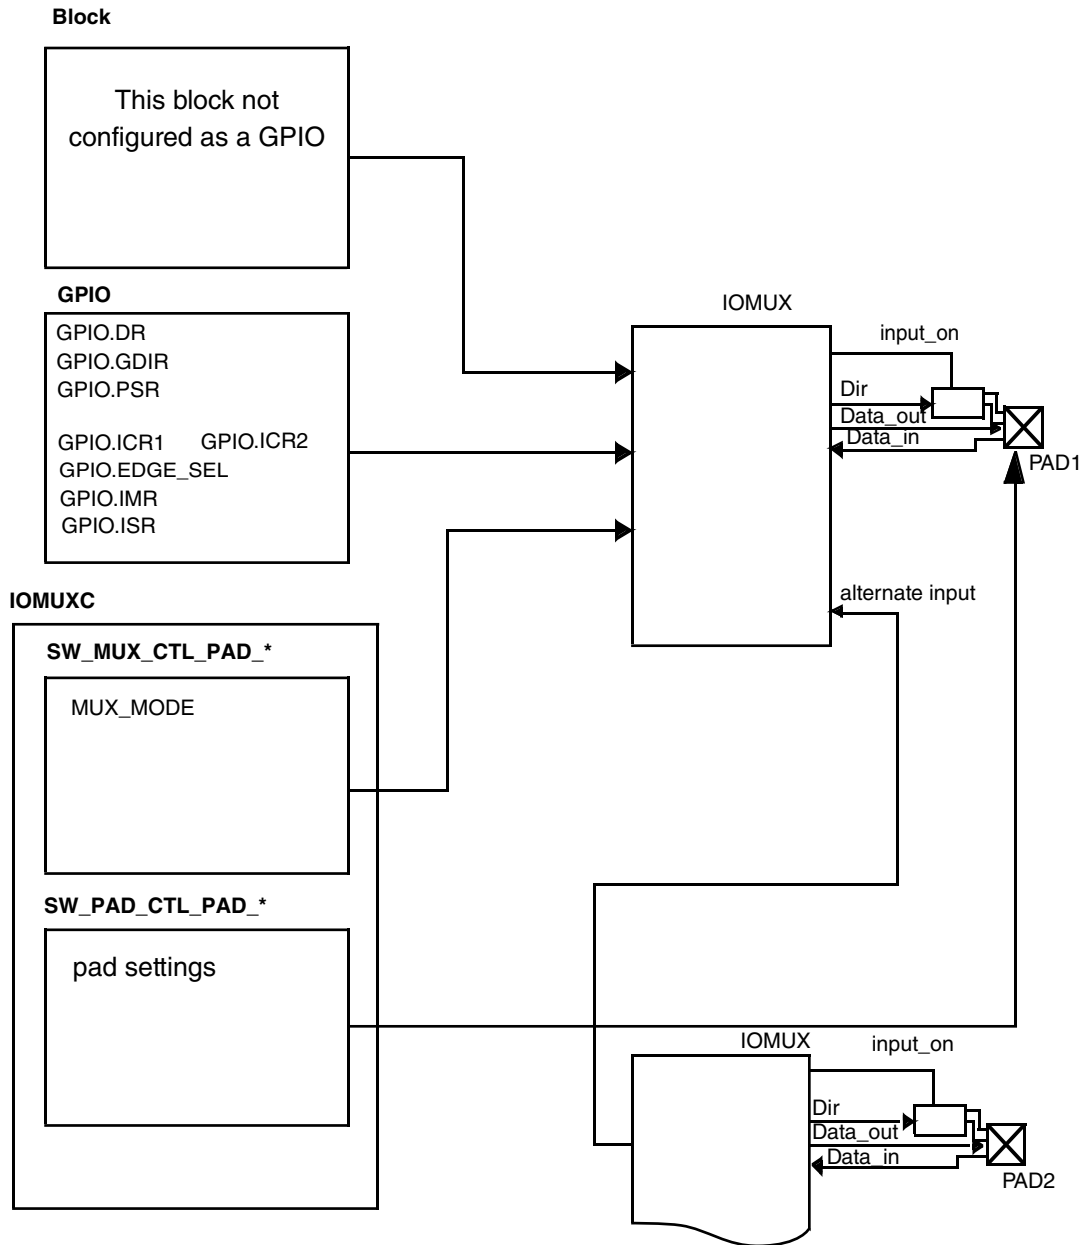 Block
This block not
configured as a GPIO
GPIO
GPIO.DR
GPIO.GDIR
GPIO.PSR
GPIO.ICR1 GPIO.ICR2
GPIO.EDGE_SEL
GPIO.IMR
GPIO.ISR
IOMUX
input_on
Dir
Data_out
Data_in
PAD1
alternate input
IOMUXC
SW_MUX_CTL_PAD_*
MUX_MODE
SW_PAD_CTL_PAD_*
pad settings
IOMUX
input_on
Dir
Data_out
Data_in
PAD2